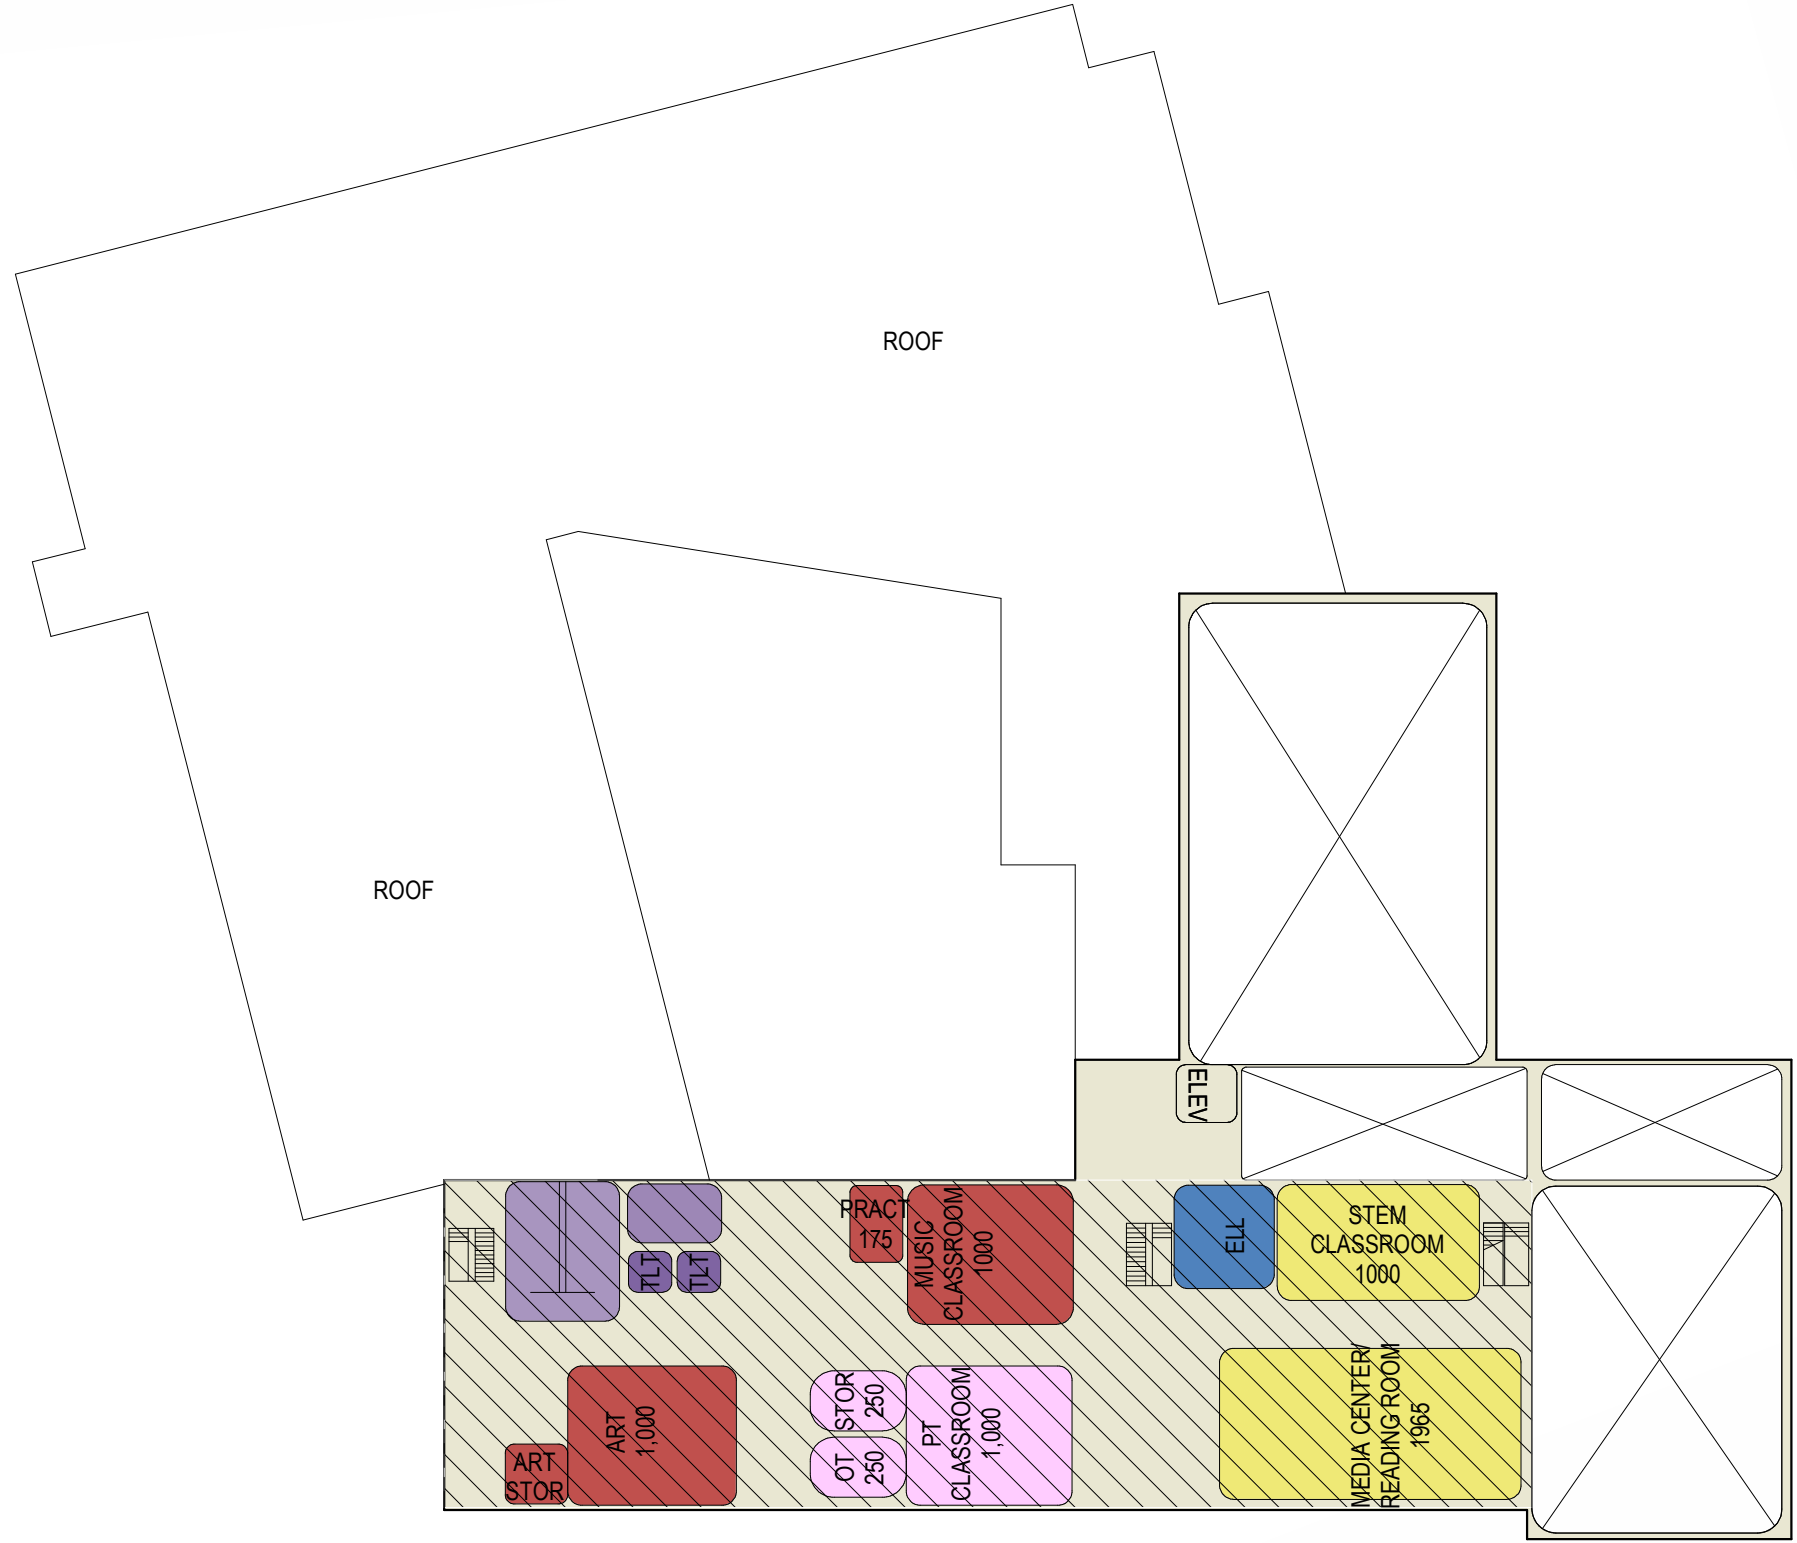 ROOF
ROOF
ELEV
PRACT
175
MUSIC
CLASSROOM
1000
ELL
STEM
CLASSROOM
1000
TLT
TLT
ART
1,000
ART
STOR
STOR
250
OT
250
PT
CLASSROOM
1,000
MEDIA CENTER/
READING ROOM
1965